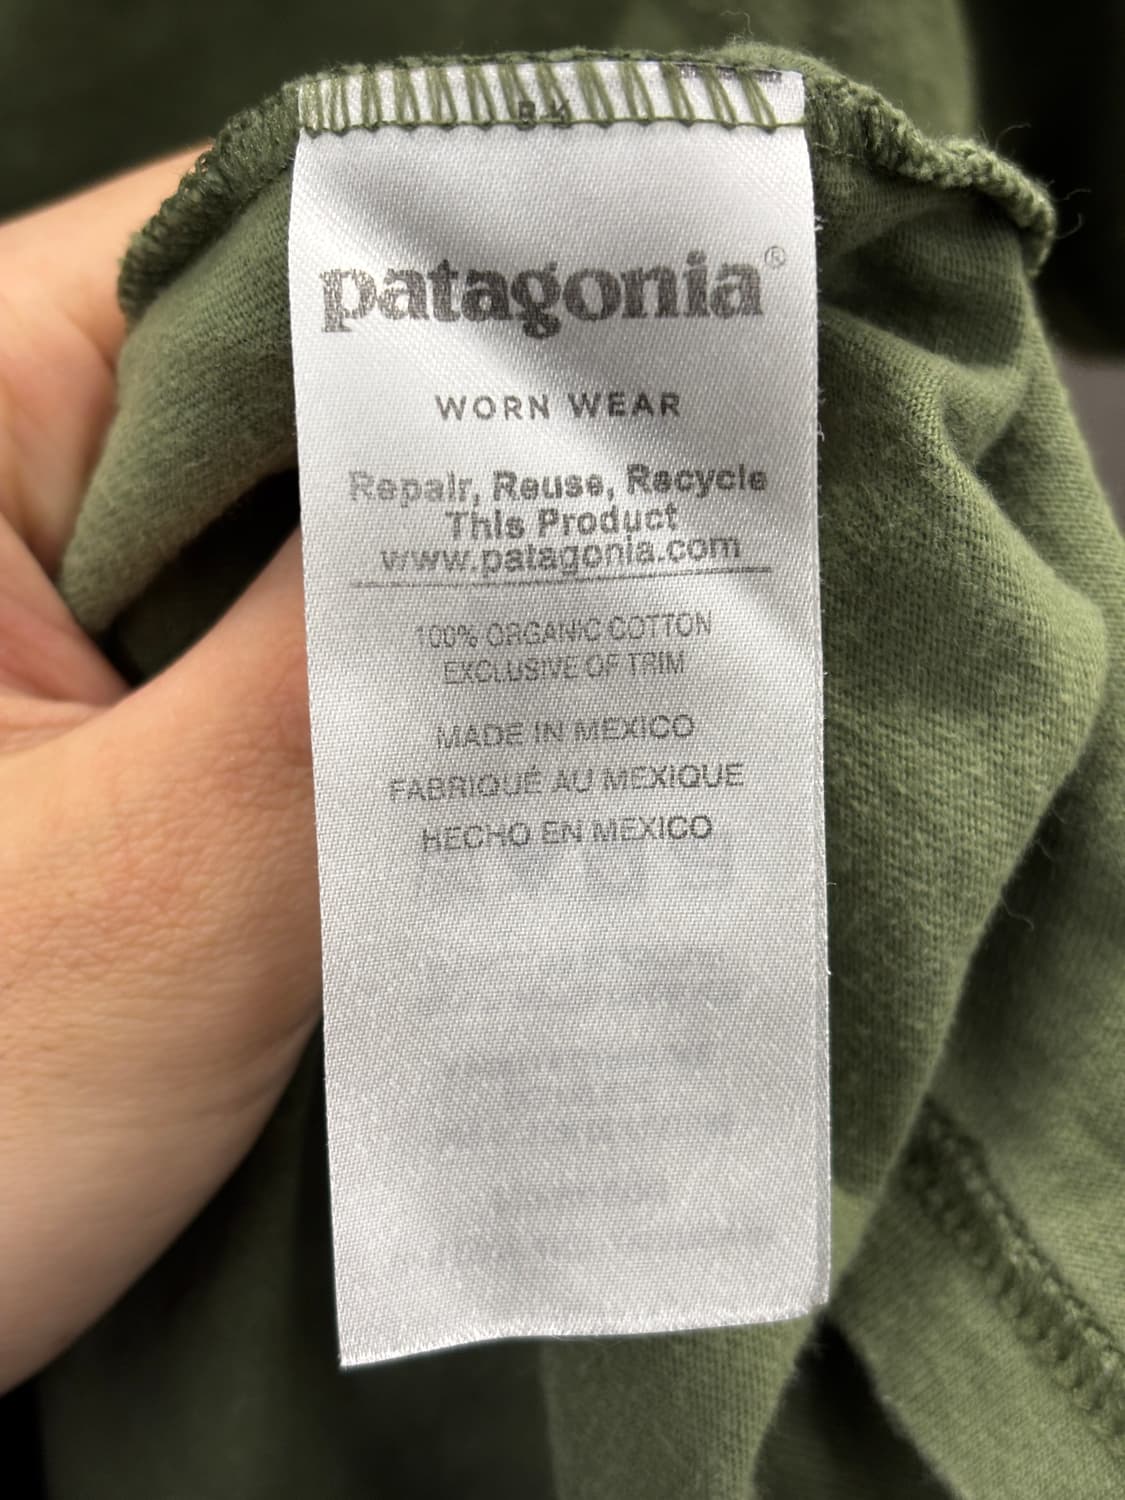 patagonia®
WORN WEAR
Repair, Reuse, Recycle
This Product
www.patagonia.com
100% ORGANIC COTTON
EXCLUSIVE OF TRIM
MADE IN MEXICO
FABRIQUÉ AU MEXIQUE
HECHO EN MEXICO